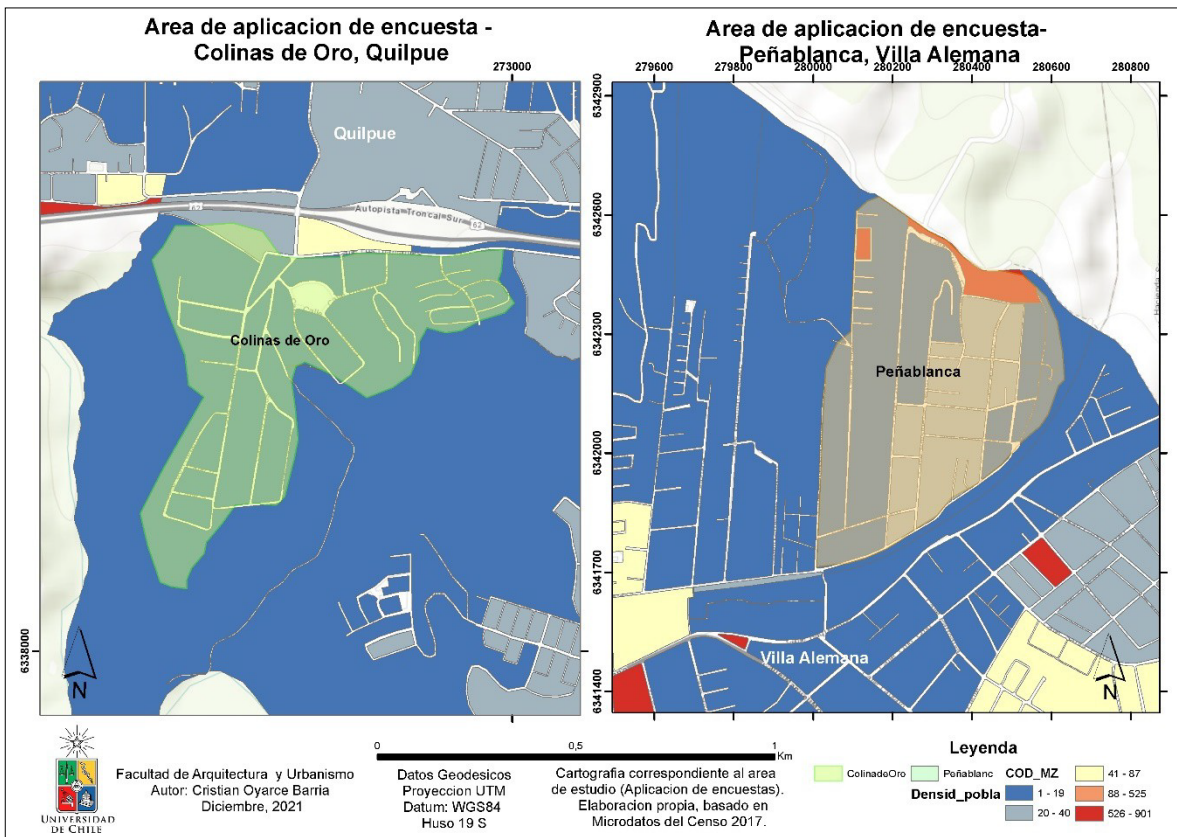 Area de aplicacion de encuesta -
Colinas de Oro, Quilpue
273000
Quilpue
Autopista Troncal Sur
62
62
Colinas de Oro
6338000
N
Area de aplicacion de encuesta-
Peñablanca, Villa Alemana
279600
279800
280000
280200
280400
280600
280800
6342900
6342600
6342300
6342000
6341700
6341400
Peñablanca
Villa Alemana
N
UNIVERSIDAD
DE CHILE
Facultad de Arquitectura y Urbanismo
Autor: Cristian Oyarce Barria
Diciembre, 2021
0
0,5
1
Km
Datos Geodesicos
Proyeccion UTM
Datum: WGS84
Huso 19 S
Cartografia correspondiente al area
de estudio (Aplicacion de encuestas).
Elaboracion propia, basado en
Microdatos del Censo 2017.
Leyenda
ColinadeOro
Peñablanc
COD_MZ
Densid_pobla
1 - 19
20 - 40
41 - 87
88 - 525
526 - 901